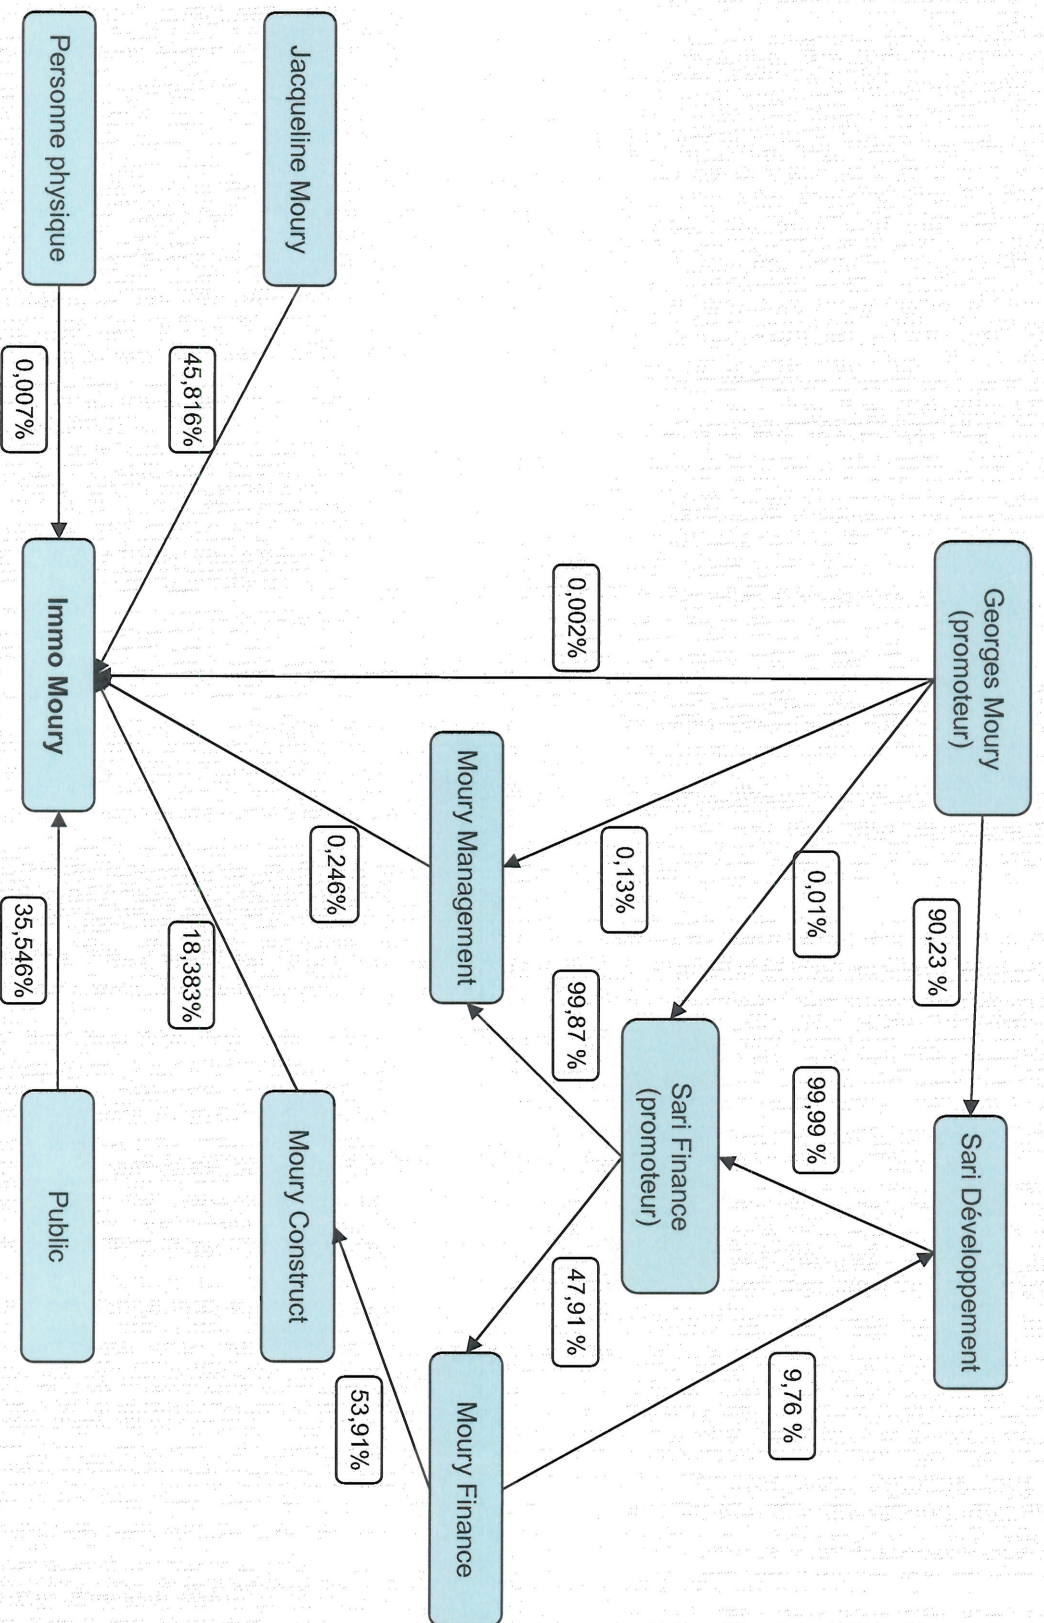 Georges Moury
(promoteur)
Sari Développement
90,23 %
0,01%
99,99 %
9,76 %
Sari Finance
(promoteur)
0,002%
0,13%
99,87 %
47,91 %
Moury Management
Moury Finance
Jacqueline Moury
0,246%
53,91%
Moury Construct
45,816%
18,383%
Personne physique
0,007%
Immo Moury
35,546%
Public